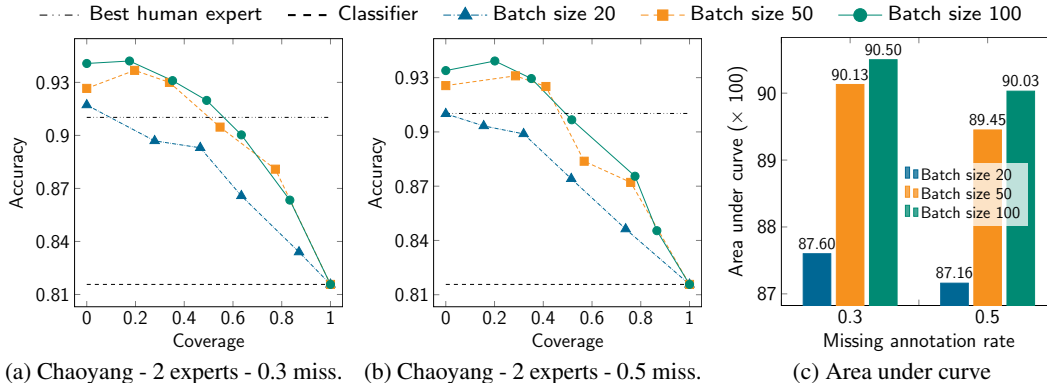 Best human expert Classifier Batch size 20 Batch size 50 Batch size 100
0.93
0.9
0.87
0.84
0.81
Accuracy
0 0.2 0.4 0.6 0.8 1
Coverage
(a) Chaoyang - 2 experts - 0.3 miss.
0.93
0.9
0.87
0.84
0.81
Accuracy
0 0.2 0.4 0.6 0.8 1
Coverage
(b) Chaoyang - 2 experts - 0.5 miss.
90
89
88
87
Area under curve (× 100)
87.60
90.13
90.50
87.16
89.45
90.03
Batch size 20
Batch size 50
Batch size 100
0.3 0.5
Missing annotation rate
(c) Area under curve